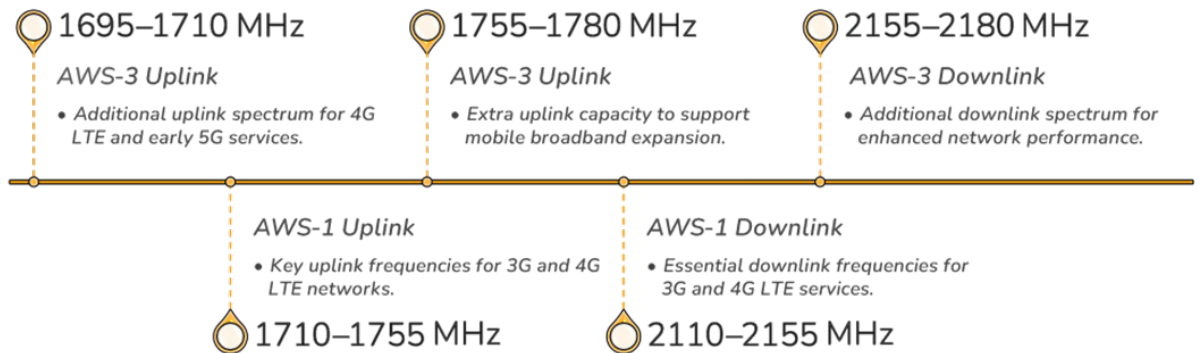 1695–1710 MHz
AWS-3 Uplink
• Additional uplink spectrum for 4G
LTE and early 5G services.
1755–1780 MHz
AWS-3 Uplink
• Extra uplink capacity to support
mobile broadband expansion.
2155–2180 MHz
AWS-3 Downlink
• Additional downlink spectrum for
enhanced network performance.
AWS-1 Uplink
• Key uplink frequencies for 3G and 4G
LTE networks.
1710–1755 MHz
AWS-1 Downlink
• Essential downlink frequencies for
3G and 4G LTE services.
2110–2155 MHz